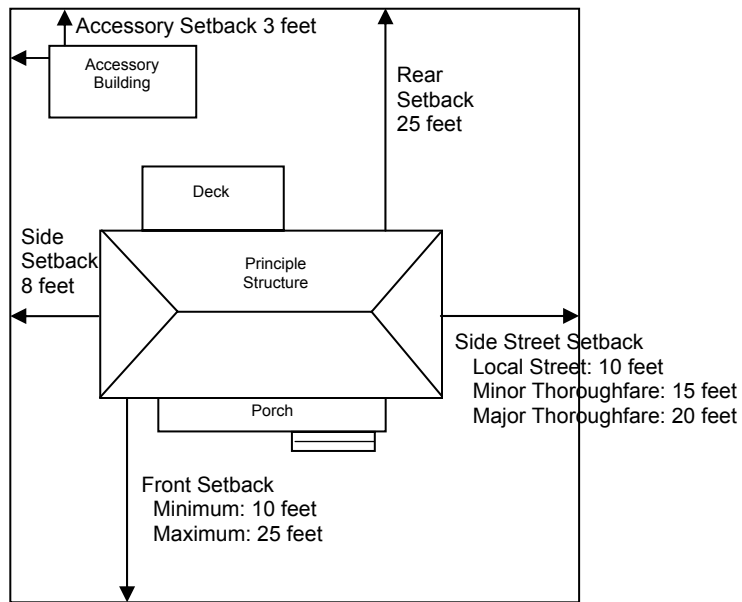 Accessory Setback 3 feet
Accessory
Building
Rear
Setback
25 feet
Deck
Side
Setback
8 feet
Principle
Structure
Side Street Setback
Local Street: 10 feet
Minor Thoroughfare: 15 feet
Major Thoroughfare: 20 feet
Porch
Front Setback
Minimum: 10 feet
Maximum: 25 feet